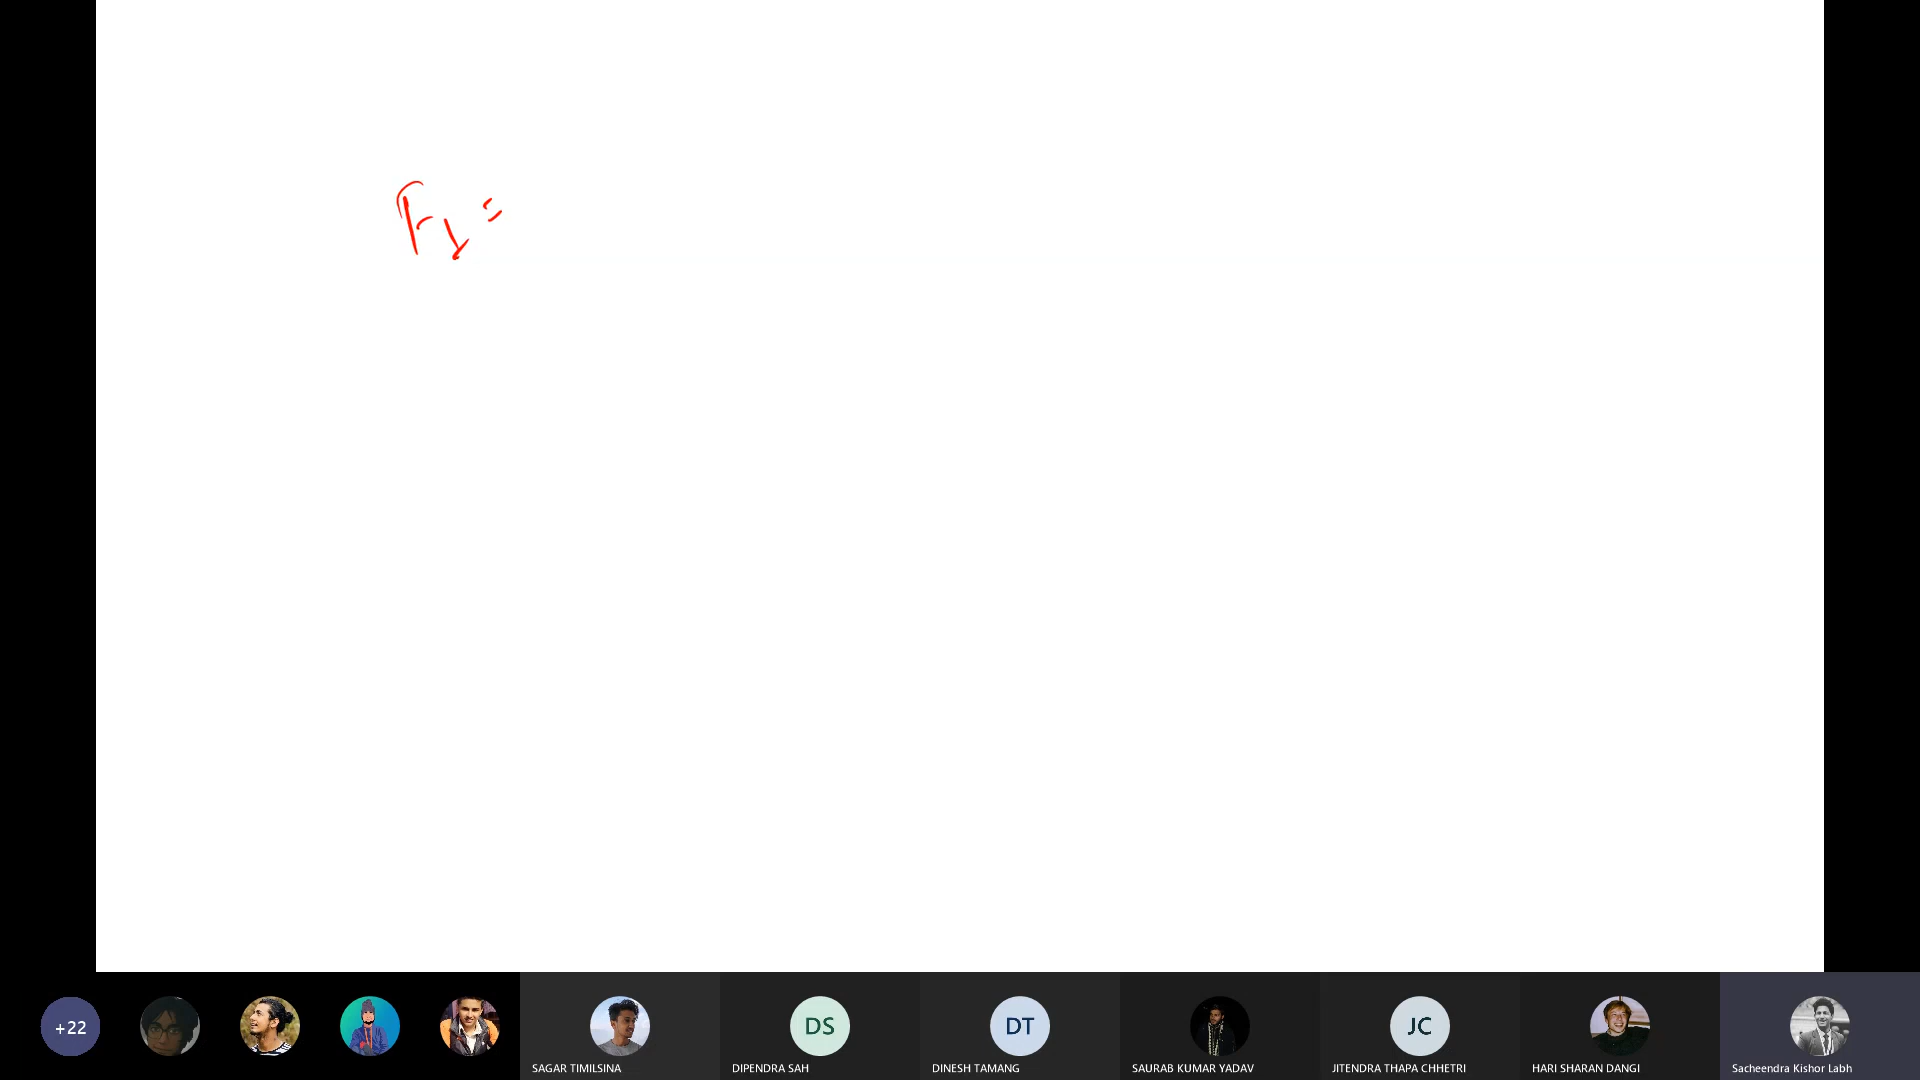 F1 =
+22
DS
DT
JC
SAGAR TIMILSINA
DIPENDRA SAH
DINESH TAMANG
SAURAB KUMAR YADAV
JITENDRA THAPA CHHETRI
HARI SHARAN DANGI
Sacheendra Kishor Labh